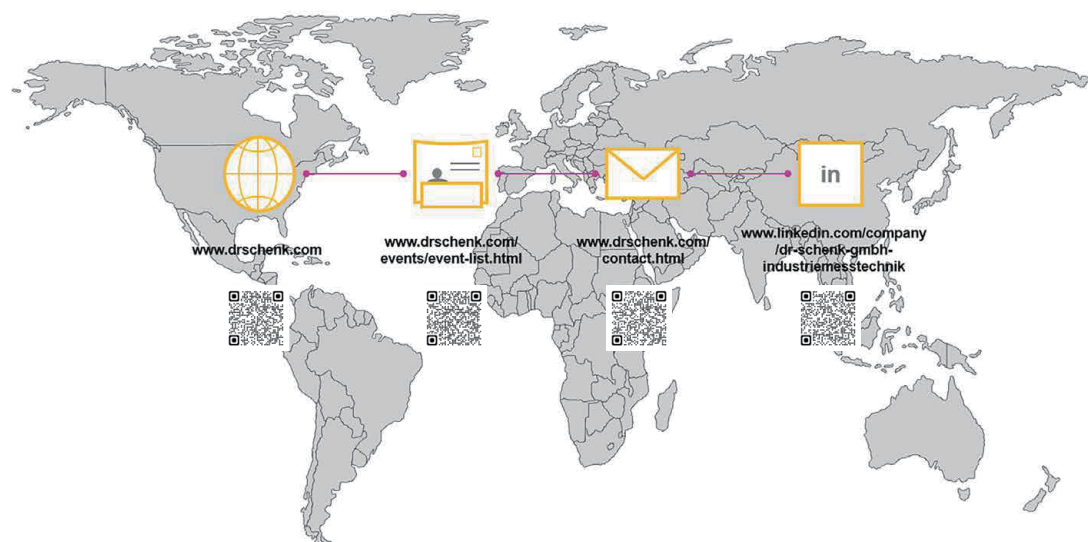 in
www.drschenk.com
www.drschenk.com/
events/event-list.html
www.drschenk.com/
contact.html
www.linkedin.com/company
/dr-schenk-gmbh-
industriemesstechnik